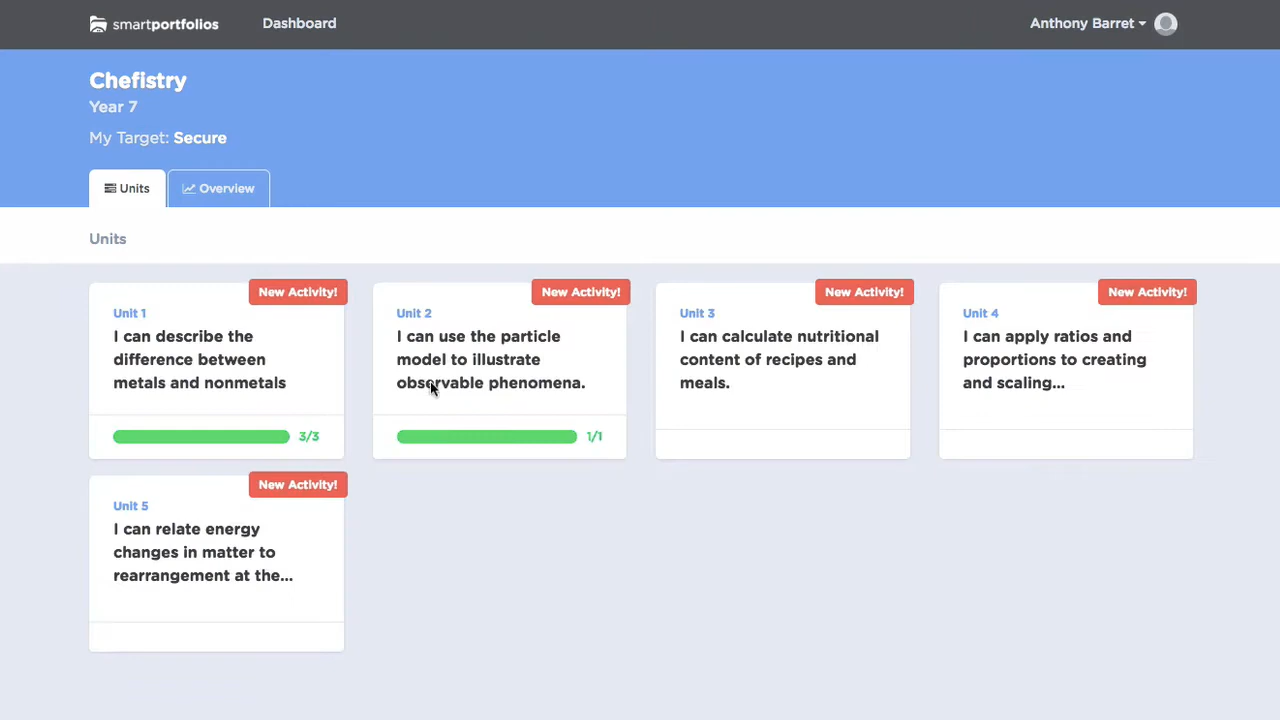 smartportfolios
Dashboard
Anthony Barret
Chefistry
Year 7
My Target: Secure
Units
Overview
Units
New Activity!
Unit 1
I can describe the
difference between
metals and nonmetals
3/3
New Activity!
Unit 2
I can use the particle
model to illustrate
observable phenomena.
1/1
New Activity!
Unit 3
I can calculate nutritional
content of recipes and
meals.
New Activity!
Unit 4
I can apply ratios and
proportions to creating
and scaling...
New Activity!
Unit 5
I can relate energy
changes in matter to
rearrangement at the...